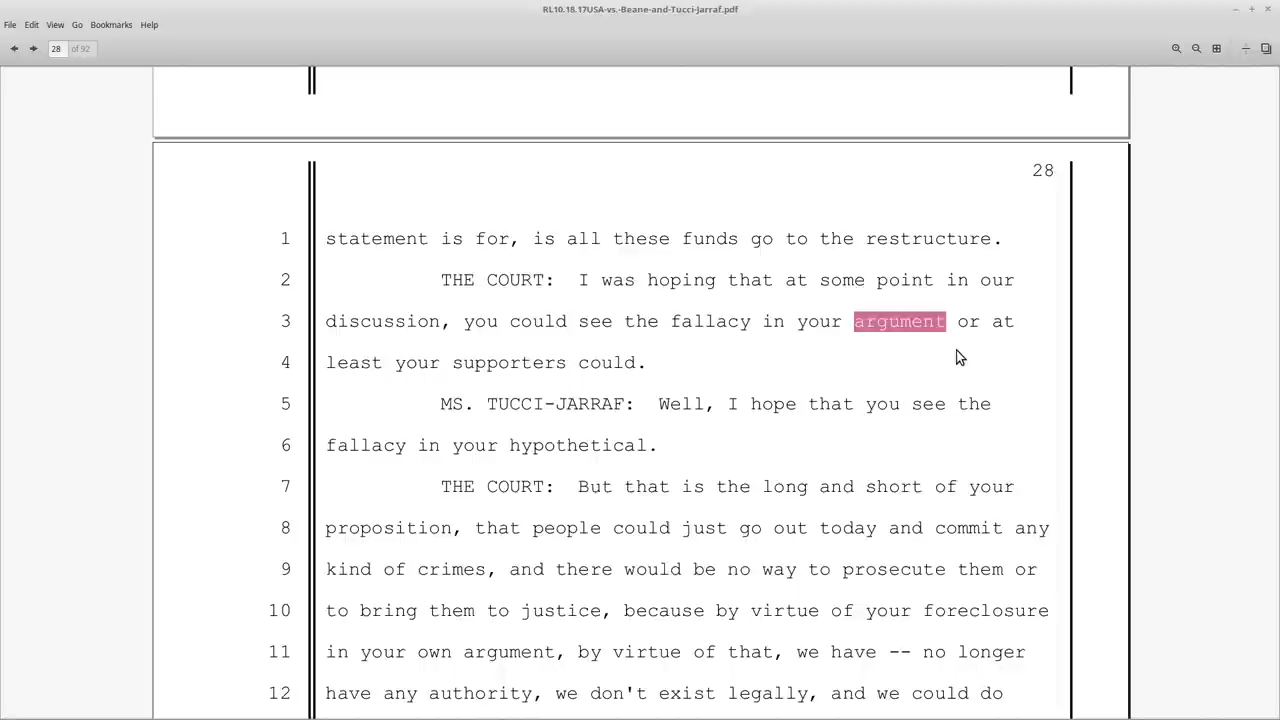 RL10.18.17USA-vs.-Beane-and-Tucci-Jarraf.pdf
File Edit View Go Bookmarks Help
28 of 92
28
1 statement is for, is all these funds go to the restructure.
2 THE COURT: I was hoping that at some point in our
3 discussion, you could see the fallacy in your argument or at
4 least your supporters could.
5 MS. TUCCI-JARRAF: Well, I hope that you see the
6 fallacy in your hypothetical.
7 THE COURT: But that is the long and short of your
8 proposition, that people could just go out today and commit any
9 kind of crimes, and there would be no way to prosecute them or
10 to bring them to justice, because by virtue of your foreclosure
11 in your own argument, by virtue of that, we have -- no longer
12 have any authority, we don't exist legally, and we could do